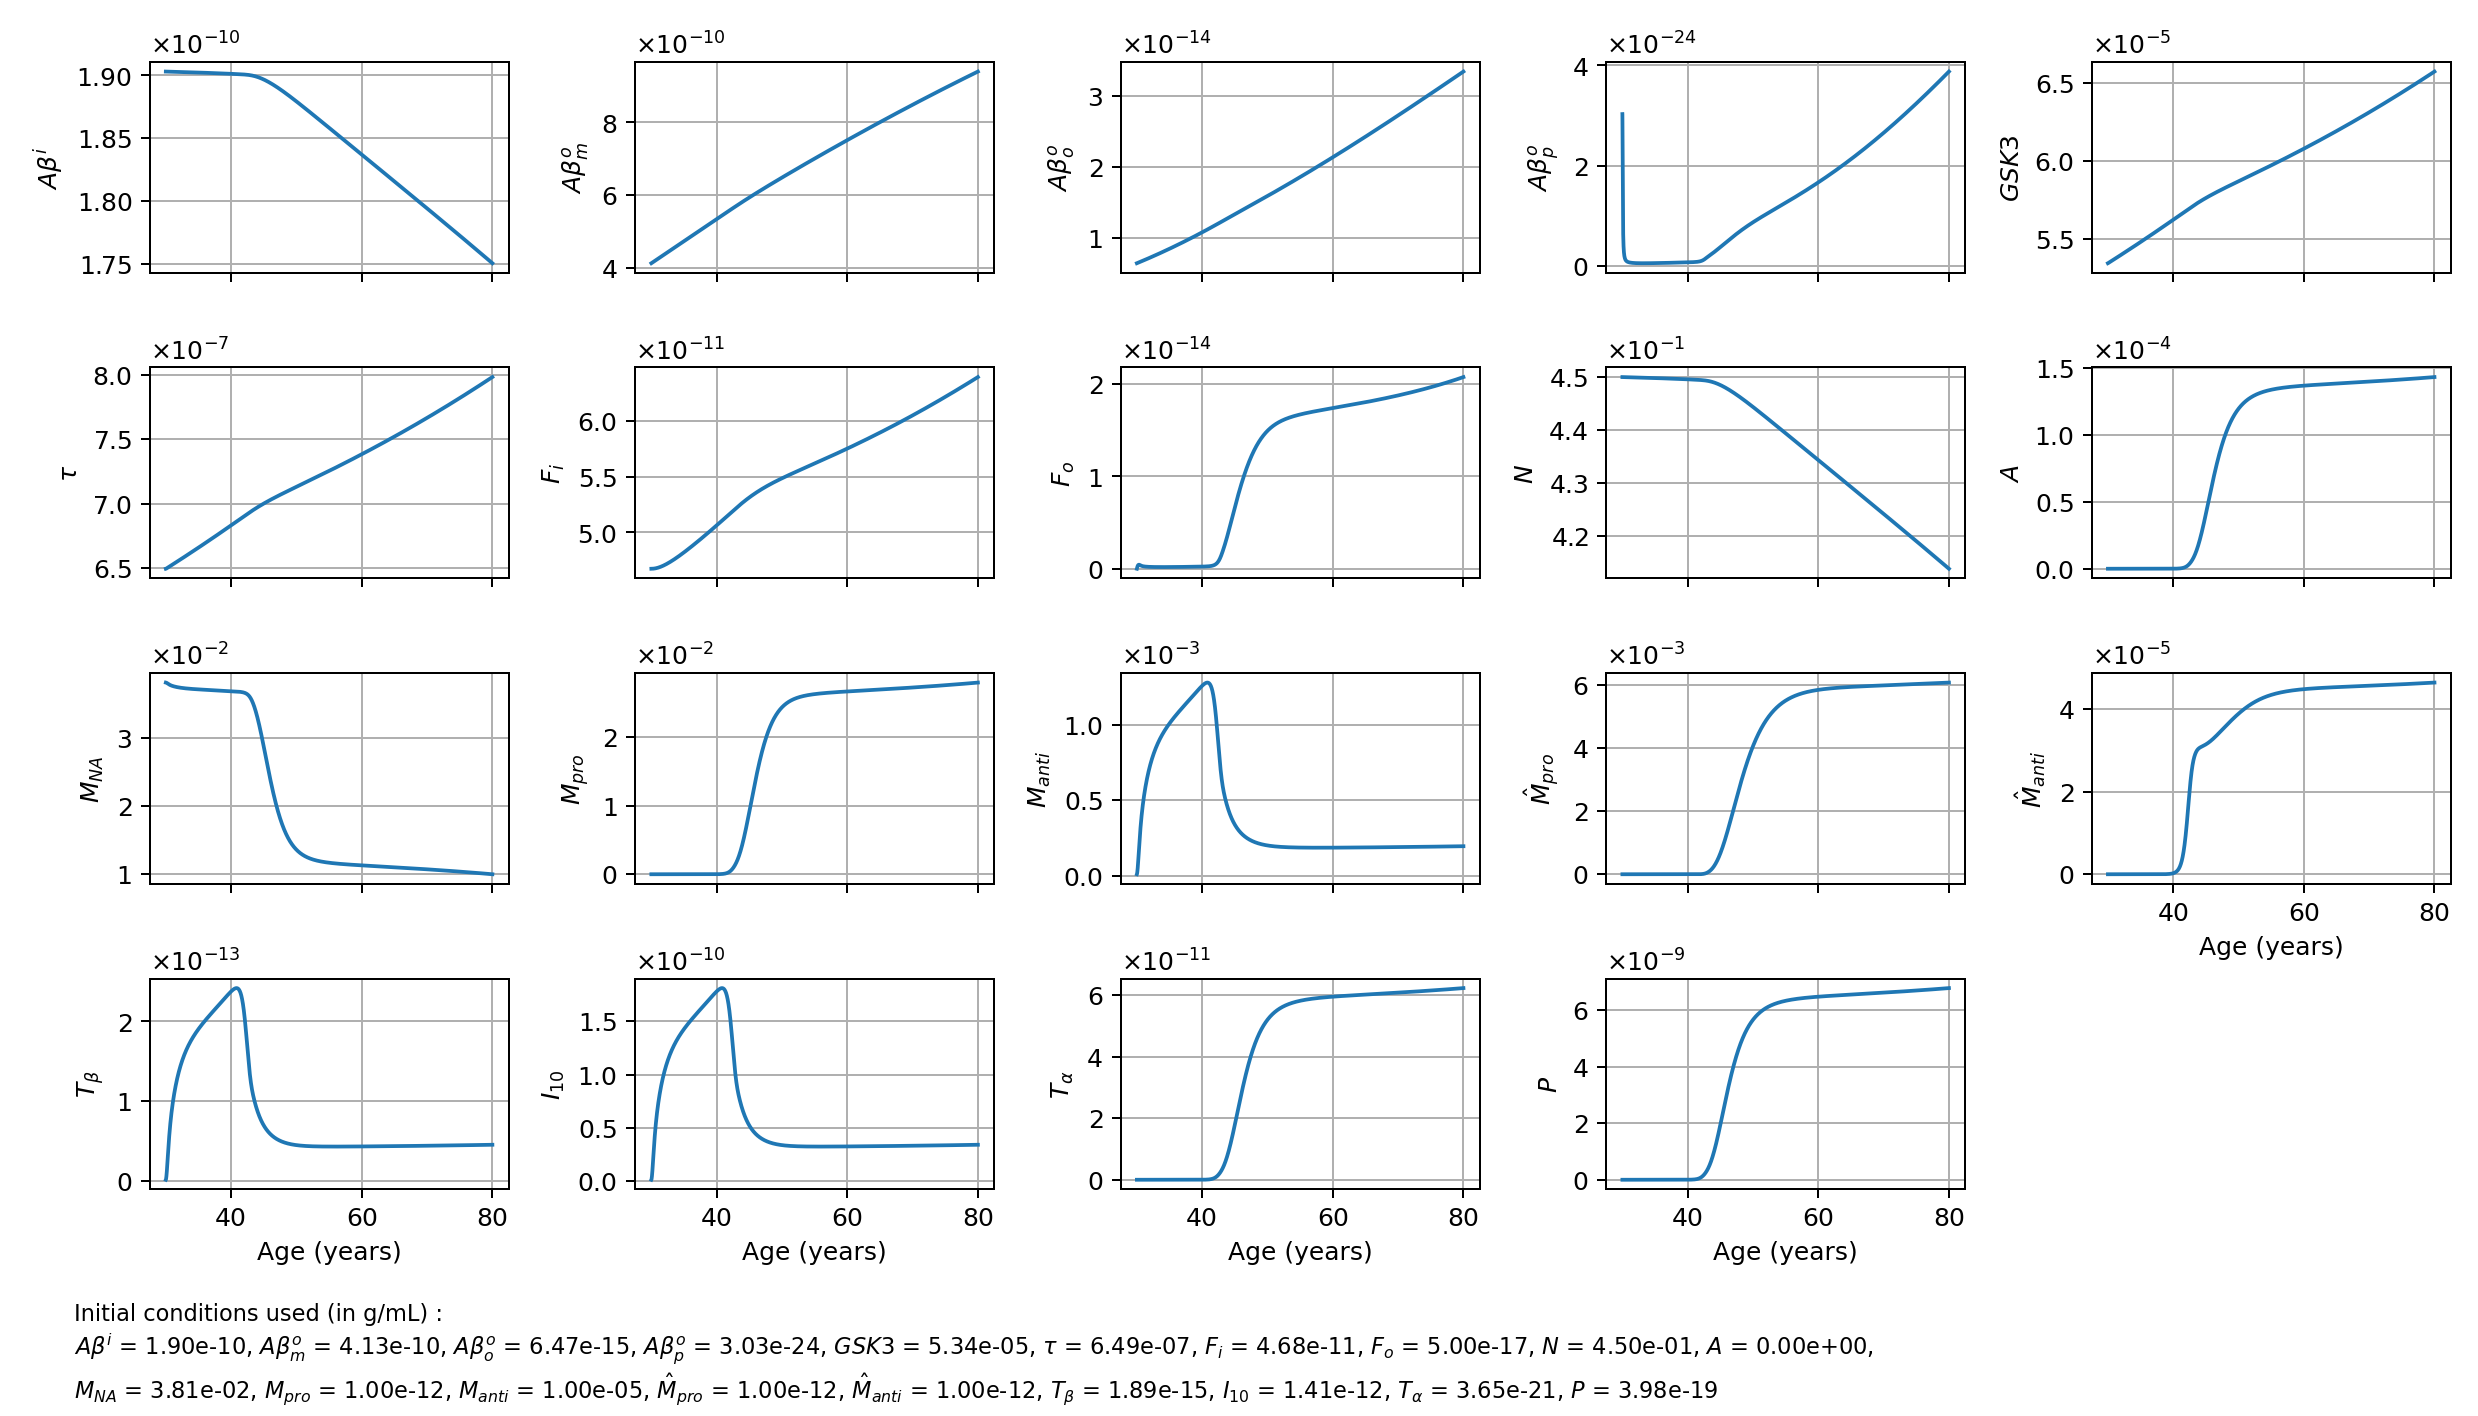 ×10⁻¹⁰ ×10⁻¹⁰ ×10⁻¹⁴ ×10⁻²⁴ ×10⁻⁵
Aβⁱ 1.90 1.85 1.80 1.75
Aβₘᵒ 8 6 4
Aβₒᵒ 3 2 1
Aβₚᵒ 4 2 0
GSK3 6.5 6.0 5.5
×10⁻⁷ ×10⁻¹¹ ×10⁻¹⁴ ×10⁻¹ ×10⁻⁴
τ 8.0 7.5 7.0 6.5
Fᵢ 6.0 5.5 5.0
Fₒ 2 1 0
N 4.5 4.4 4.3 4.2
A 1.5 1.0 0.5 0.0
×10⁻² ×10⁻² ×10⁻³ ×10⁻³ ×10⁻⁵
M_NA 3 2 1
M_pro 2 1 0
M_anti 1.0 0.5 0.0
M̂_pro 6 4 2 0
M̂_anti 4 2 0
40 60 80
Age (years)
×10⁻¹³ ×10⁻¹⁰ ×10⁻¹¹ ×10⁻⁹
T_β 2 1 0
I₁₀ 1.5 1.0 0.5 0.0
T_α 6 4 2 0
P 6 4 2 0
40 60 80 40 60 80 40 60 80 40 60 80
Age (years) Age (years) Age (years) Age (years)
Initial conditions used (in g/mL) :
Aβⁱ = 1.90e-10, Aβₘᵒ = 4.13e-10, Aβₒᵒ = 6.47e-15, Aβₚᵒ = 3.03e-24, GSK3 = 5.34e-05, τ = 6.49e-07, Fᵢ = 4.68e-11, Fₒ = 5.00e-17, N = 4.50e-01, A = 0.00e+00,
M_NA = 3.81e-02, M_pro = 1.00e-12, M_anti = 1.00e-05, M̂_pro = 1.00e-12, M̂_anti = 1.00e-12, T_β = 1.89e-15, I₁₀ = 1.41e-12, T_α = 3.65e-21, P = 3.98e-19